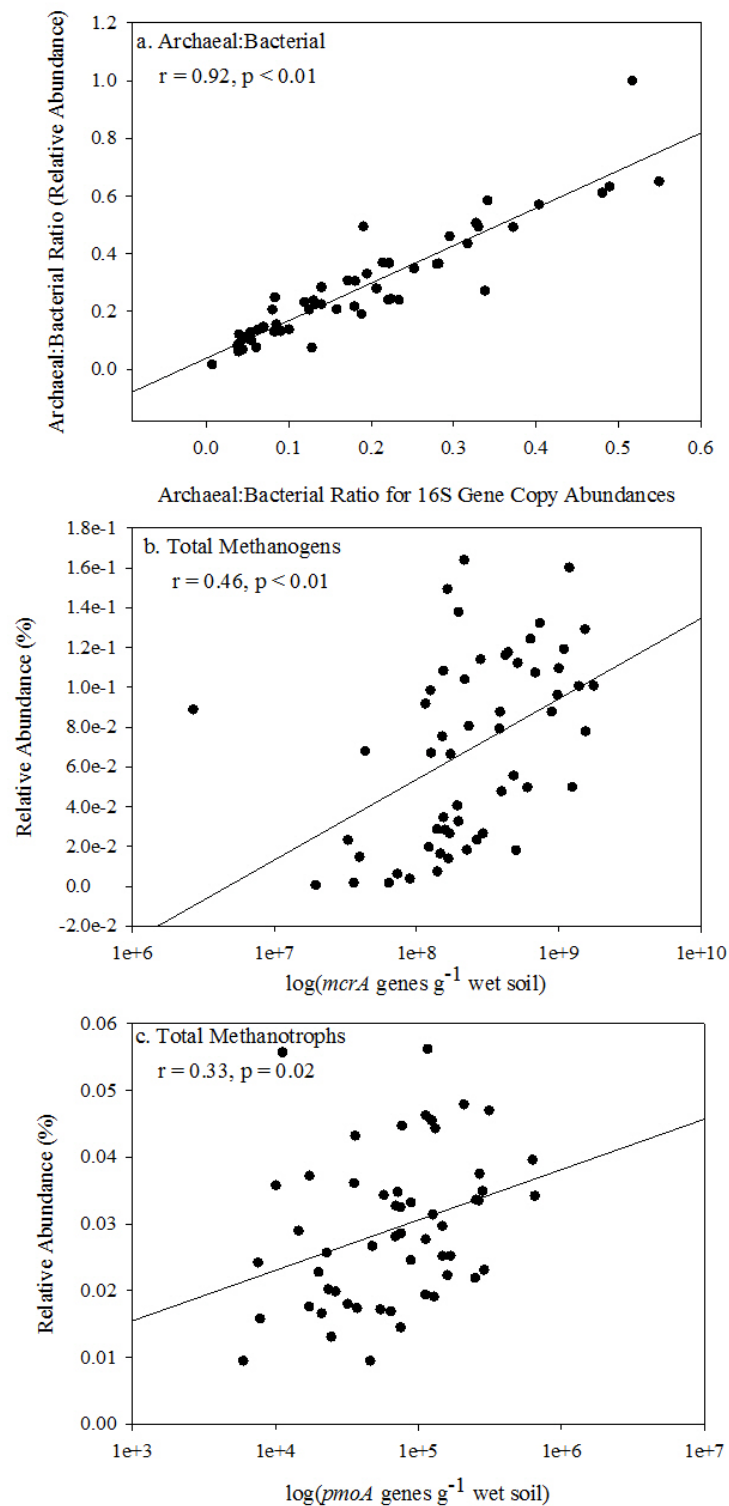 a. Archaeal:Bacterial
r = 0.92, p < 0.01
Archaeal:Bacterial Ratio (Relative Abundance)
1.2
1.0
0.8
0.6
0.4
0.2
0.0
0.0 0.1 0.2 0.3 0.4 0.5 0.6
Archaeal:Bacterial Ratio for 16S Gene Copy Abundances
b. Total Methanogens
r = 0.46, p < 0.01
Relative Abundance (%)
1.8e-1
1.6e-1
1.4e-1
1.2e-1
1.0e-1
8.0e-2
6.0e-2
4.0e-2
2.0e-2
0.0
-2.0e-2
1e+6 1e+7 1e+8 1e+9 1e+10
log(mcrA genes g-1 wet soil)
c. Total Methanotrophs
r = 0.33, p = 0.02
Relative Abundance (%)
0.06
0.05
0.04
0.03
0.02
0.01
0.00
1e+3 1e+4 1e+5 1e+6 1e+7
log(pmoA genes g-1 wet soil)